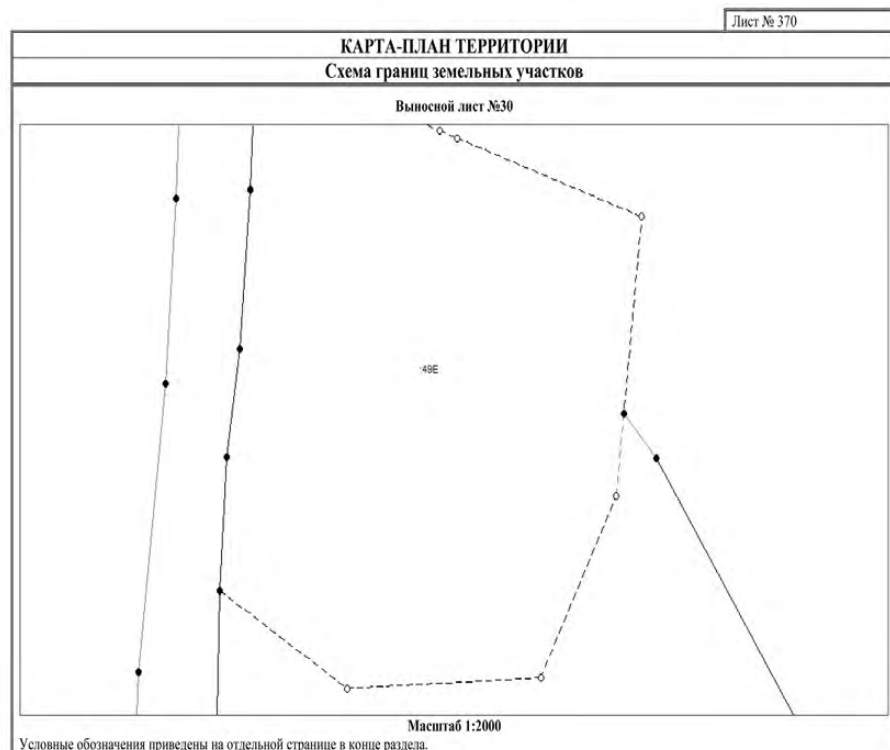 Лист № 370
КАРТА-ПЛАН ТЕРРИТОРИИ
Схема границ земельных участков
Выносной лист №30
:49Е
Масштаб 1:2000
Условные обозначения приведены на отдельной странице в конце раздела.